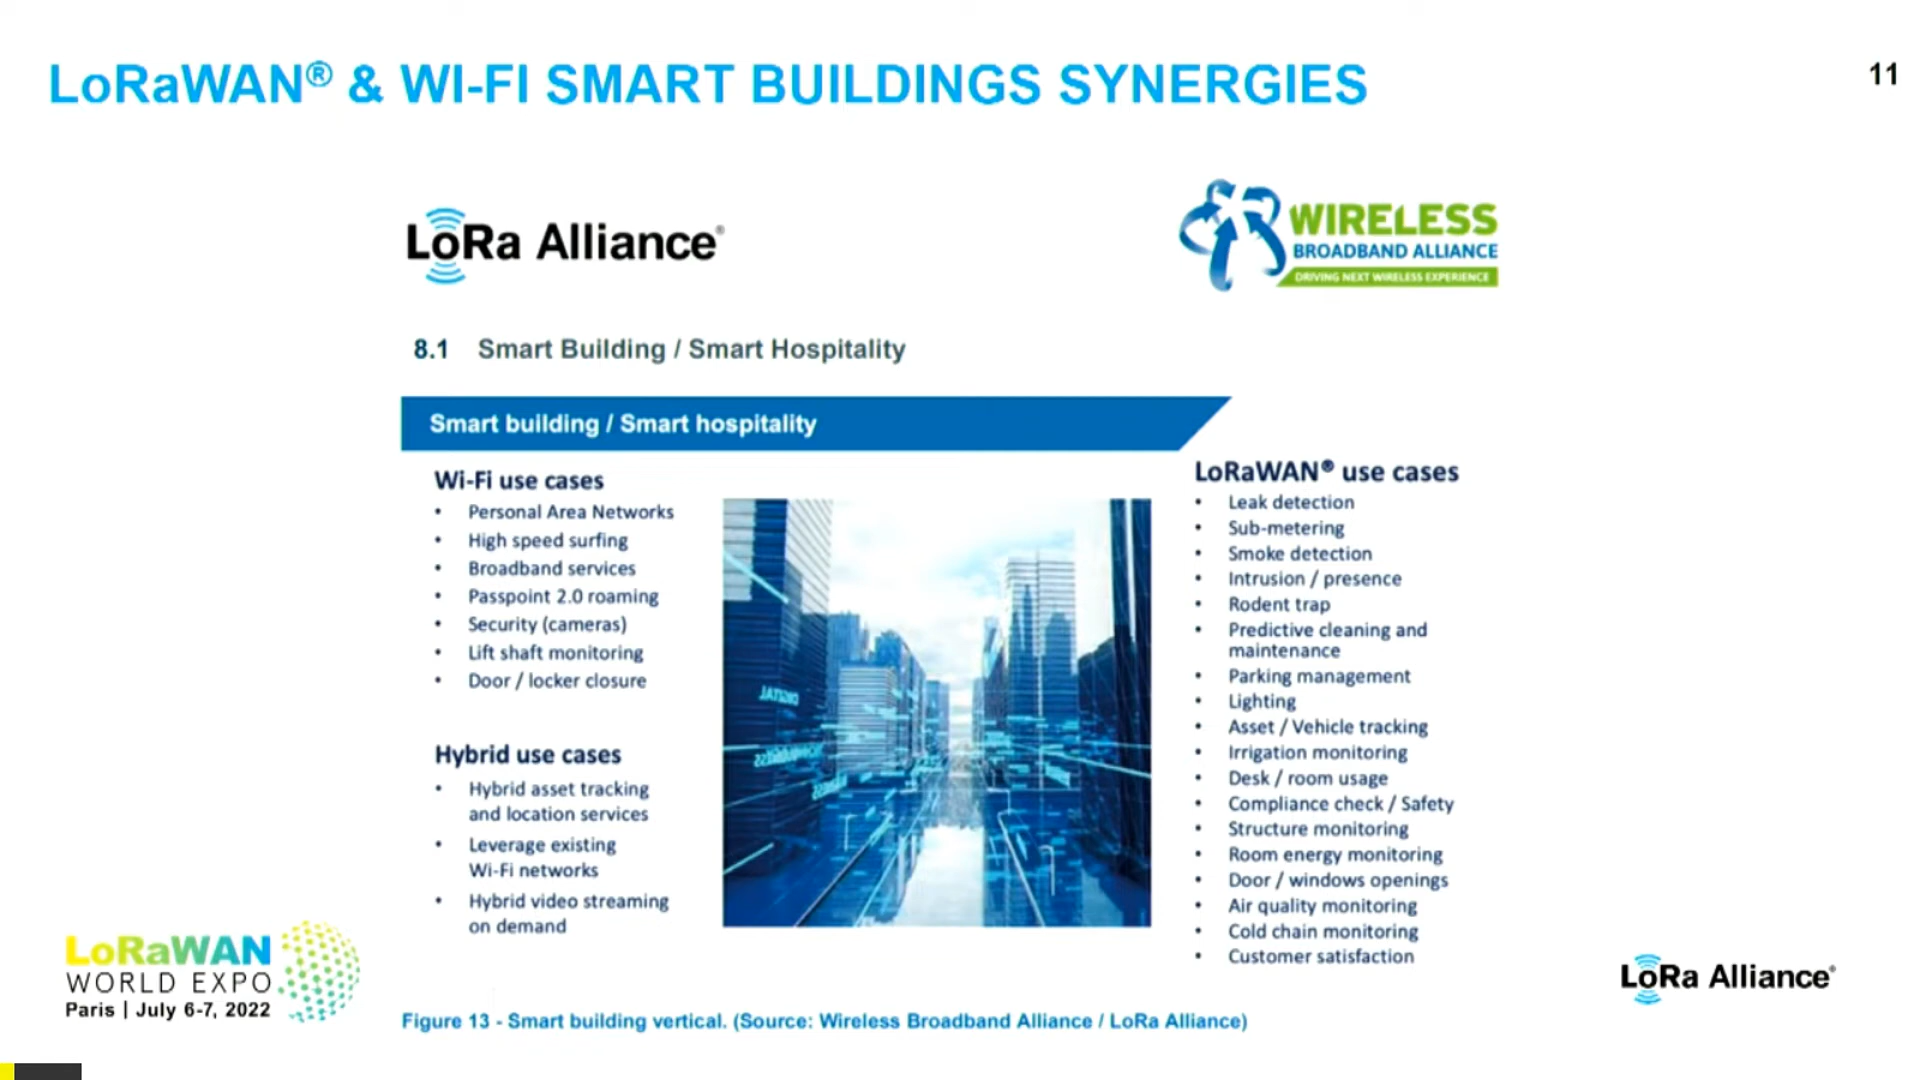 LoRaWAN® & WI-FI SMART BUILDINGS SYNERGIES
11
LoRa Alliance®
WIRELESS
BROADBAND ALLIANCE
DRIVING NEXT WIRELESS EXPERIENCE
8.1 Smart Building / Smart Hospitality
Smart building / Smart hospitality
Wi-Fi use cases
• Personal Area Networks
• High speed surfing
• Broadband services
• Passpoint 2.0 roaming
• Security (cameras)
• Lift shaft monitoring
• Door / locker closure
Hybrid use cases
• Hybrid asset tracking
and location services
• Leverage existing
Wi-Fi networks
• Hybrid video streaming
on demand
DIGITAL
LoRaWAN® use cases
• Leak detection
• Sub-metering
• Smoke detection
• Intrusion / presence
• Rodent trap
• Predictive cleaning and
maintenance
• Parking management
• Lighting
• Asset / Vehicle tracking
• Irrigation monitoring
• Desk / room usage
• Compliance check / Safety
• Structure monitoring
• Room energy monitoring
• Door / windows openings
• Air quality monitoring
• Cold chain monitoring
• Customer satisfaction
Figure 13 - Smart building vertical. (Source: Wireless Broadband Alliance / LoRa Alliance)
LoRaWAN
WORLD EXPO
Paris | July 6-7, 2022
LoRa Alliance®